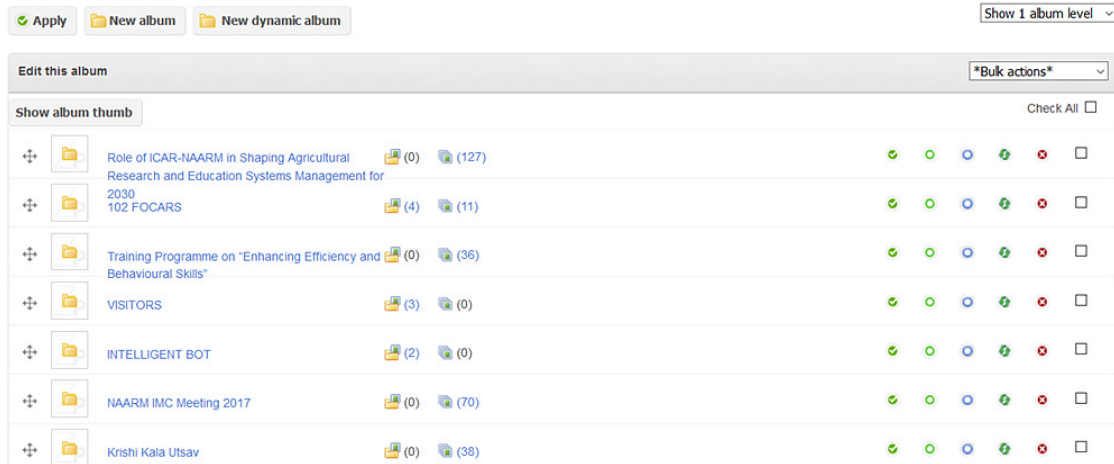 Apply New album New dynamic album Show 1 album level
Edit this album *Bulk actions*
Show album thumb Check All
Role of ICAR-NAARM in Shaping Agricultural (0) (127)
Research and Education Systems Management for
2030
102 FOCARS (4) (11)
Training Programme on “Enhancing Efficiency and (0) (36)
Behavioural Skills”
VISITORS (3) (0)
INTELLIGENT BOT (2) (0)
NAARM IMC Meeting 2017 (0) (70)
Krishi Kala Utsav (0) (38)